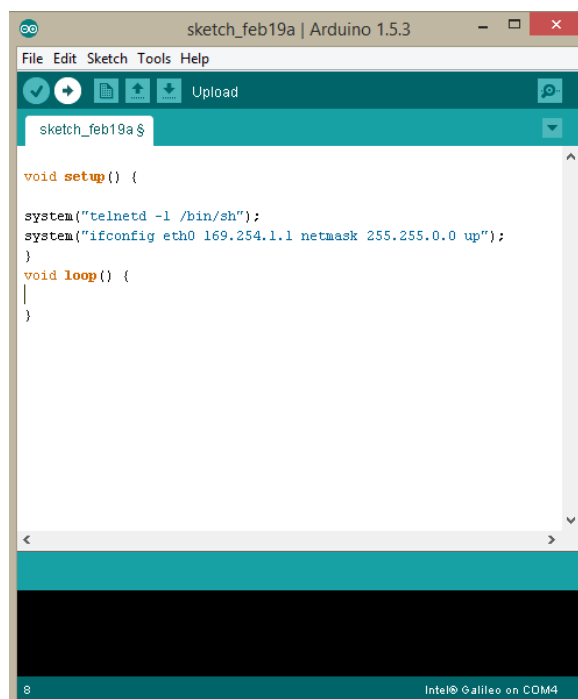 sketch_feb19a | Arduino 1.5.3
File Edit Sketch Tools Help
Upload
sketch_feb19a §
void setup() {
system("telnetd -l /bin/sh");
system("ifconfig eth0 169.254.1.1 netmask 255.255.0.0 up");
}
void loop() {
}
8
Intel® Galileo on COM4